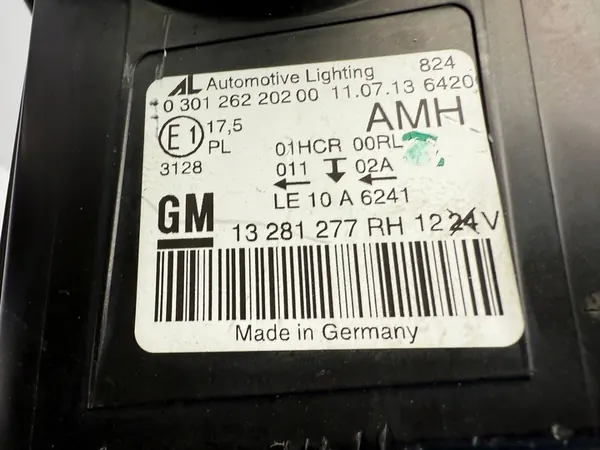 AL Automotive Lighting 824
0 301 262 202 00 11.07.13 6420
E1 17,5 AMH
PL 01HCR 00RL
3128 011 02A
LE 10 A 6241
GM 13 281 277 RH 12 24 V
Made in Germany